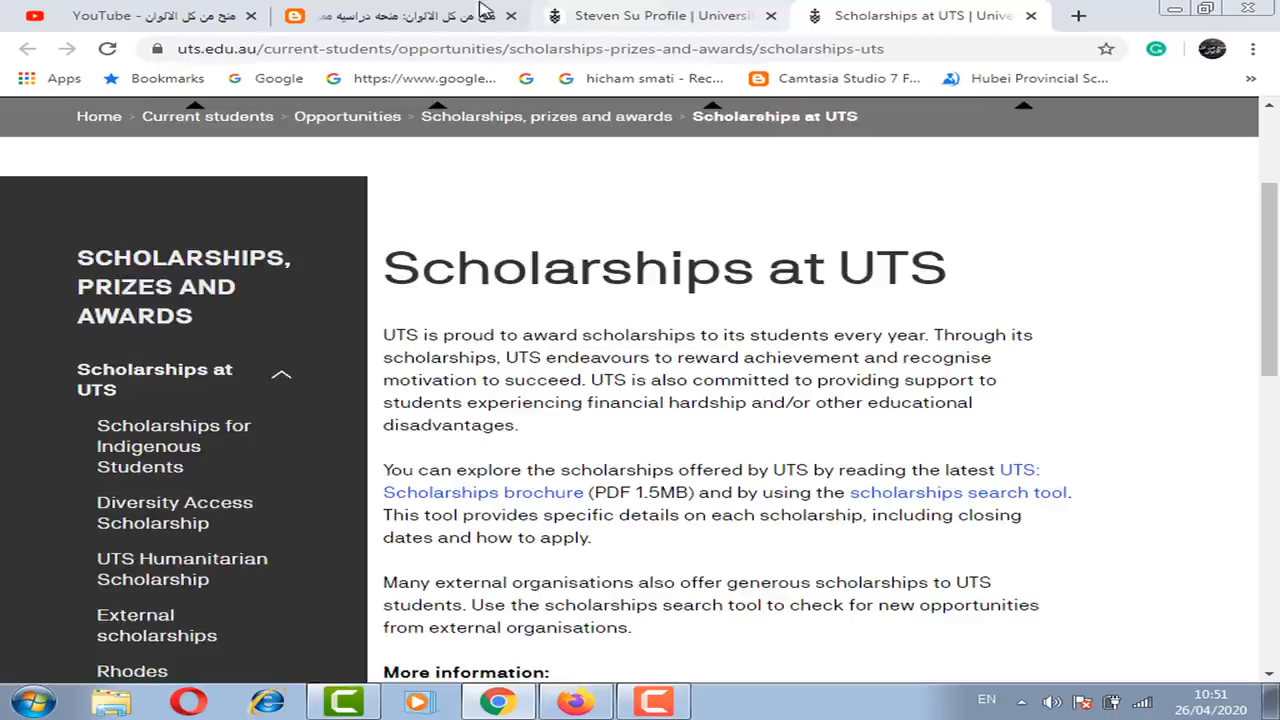 YouTube - منح من كل الالوان
من كل الالوان: منحه دراسيه
Steven Su Profile | Universit
Scholarships at UTS | Unive
uts.edu.au/current-students/opportunities/scholarships-prizes-and-awards/scholarships-uts
Apps Bookmarks Google https://www.google... hicham smati - Rec... Camtasia Studio 7 F... Hubei Provincial Sc... »
Home > Current students > Opportunities > Scholarships, prizes and awards > Scholarships at UTS
SCHOLARSHIPS,
PRIZES AND
AWARDS
Scholarships at
UTS
Scholarships for
Indigenous
Students
Diversity Access
Scholarship
UTS Humanitarian
Scholarship
External
scholarships
Rhodes
Scholarships at UTS
UTS is proud to award scholarships to its students every year. Through its
scholarships, UTS endeavours to reward achievement and recognise
motivation to succeed. UTS is also committed to providing support to
students experiencing financial hardship and/or other educational
disadvantages.
You can explore the scholarships offered by UTS by reading the latest UTS:
Scholarships brochure (PDF 1.5MB) and by using the scholarships search tool.
This tool provides specific details on each scholarship, including closing
dates and how to apply.
Many external organisations also offer generous scholarships to UTS
students. Use the scholarships search tool to check for new opportunities
from external organisations.
More information:
EN
10:51
26/04/2020